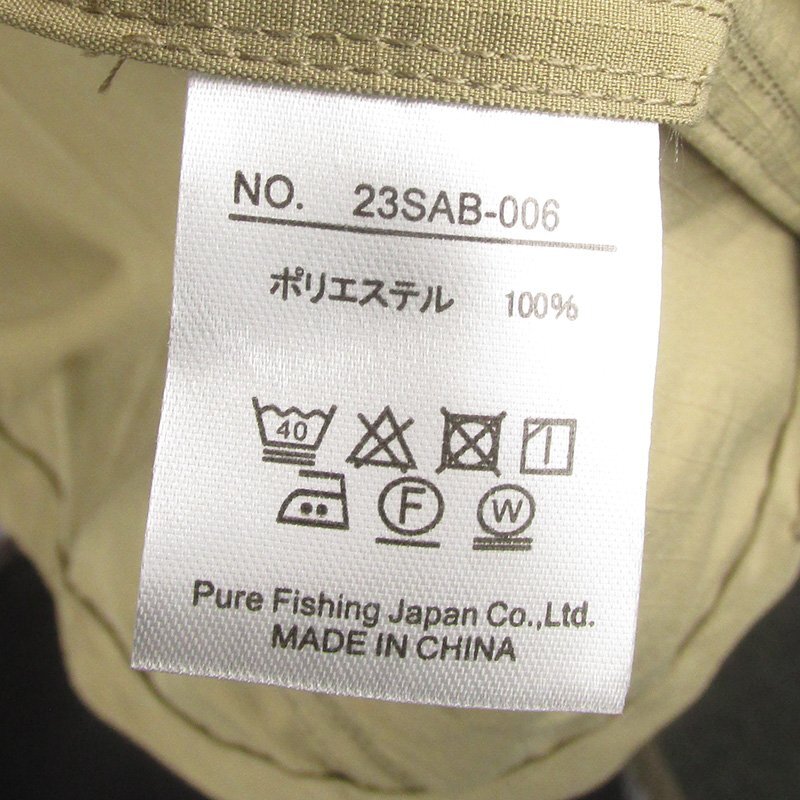 NO. 23SAB-006
ポリエステル 100%
40
F W
Pure Fishing Japan Co.,Ltd.
MADE IN CHINA